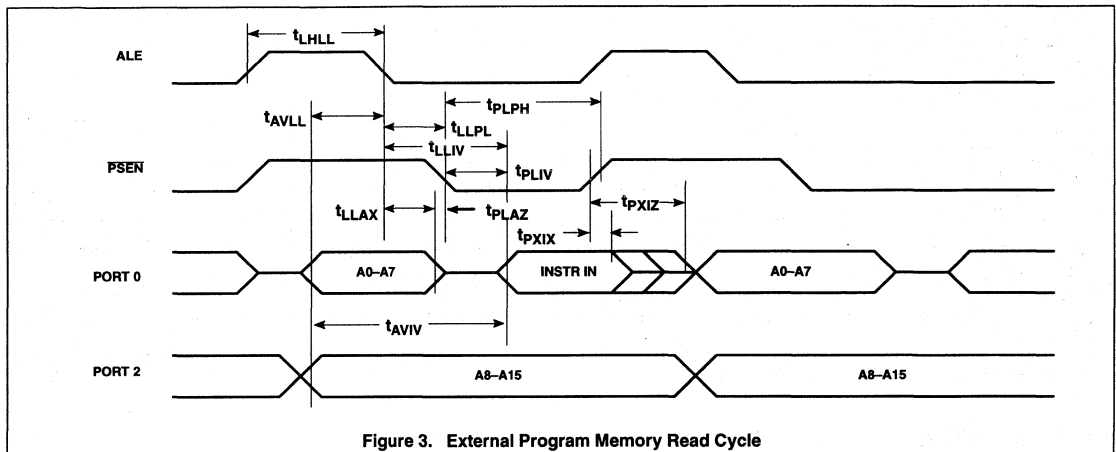 ALE
tLHLL
tPLPH
tAVLL
tLLPL
tLLIV
PSEN
tPLIV
tLLAX
tPLAZ
tPXIZ
tPXIX
PORT 0
A0–A7
INSTR IN
A0–A7
tAVIV
PORT 2
A8–A15
A8–A15
Figure 3. External Program Memory Read Cycle